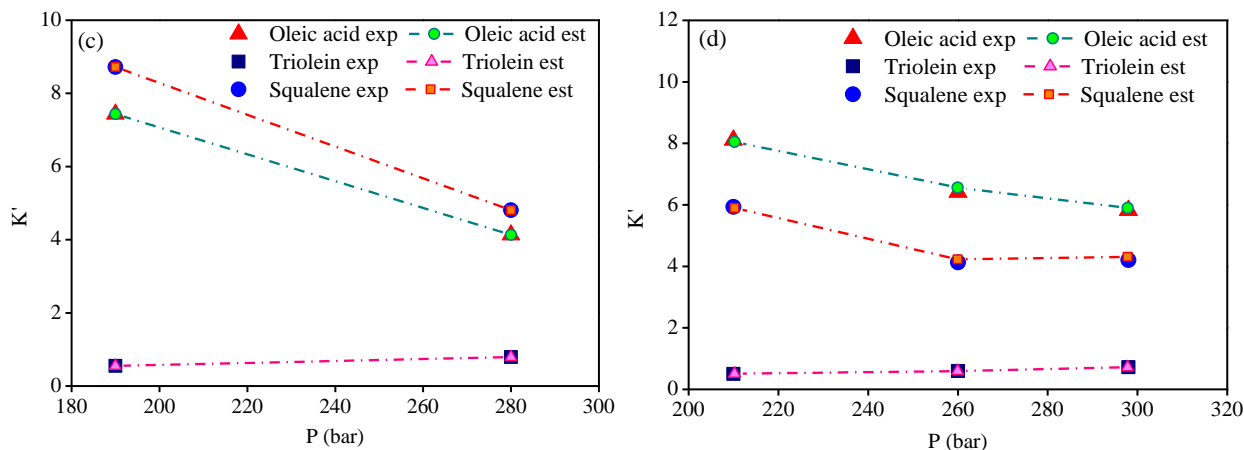 (c)
Oleic acid exp
Oleic acid est
Triolein exp
Triolein est
Squalene exp
Squalene est
10
8
6
4
2
0
K'
180 200 220 240 260 280 300
P (bar)
(d)
Oleic acid exp
Oleic acid est
Triolein exp
Triolein est
Squalene exp
Squalene est
12
10
8
6
4
2
0
K'
200 220 240 260 280 300 320
P (bar)